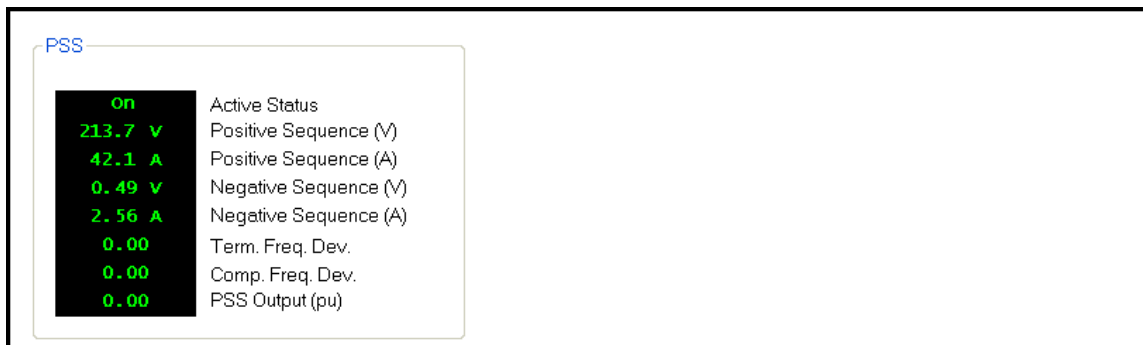 PSS
On Active Status
213.7 V Positive Sequence (V)
42.1 A Positive Sequence (A)
0.49 V Negative Sequence (V)
2.56 A Negative Sequence (A)
0.00 Term. Freq. Dev.
0.00 Comp. Freq. Dev.
0.00 PSS Output (pu)